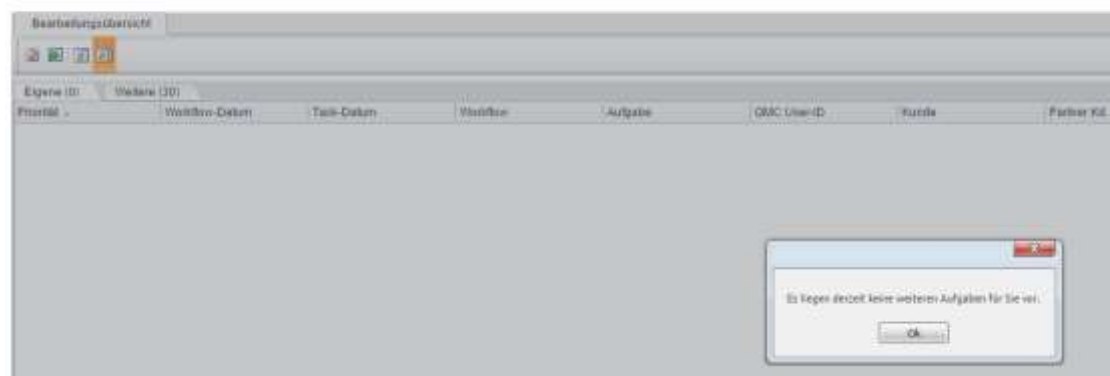 Bearbeitungsübersicht
Eigene (0) Weitere (30)
Priorität Workflow-Datum Task-Datum Workflow Aufgabe QMC User-ID Kunde Partner Kd.
Es liegen derzeit keine weiteren Aufgaben für Sie vor.
Ok